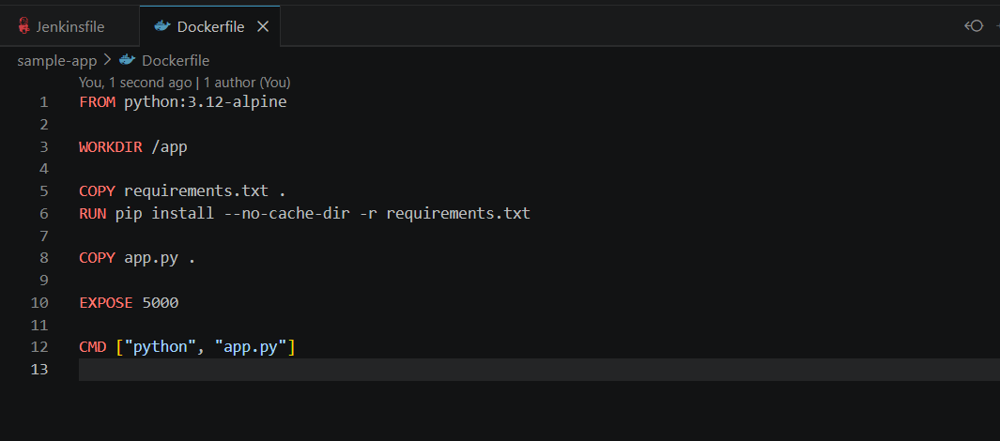 Jenkinsfile
Dockerfile
sample-app > Dockerfile
You, 1 second ago | 1 author (You)
1 FROM python:3.12-alpine
2
3 WORKDIR /app
4
5 COPY requirements.txt .
6 RUN pip install --no-cache-dir -r requirements.txt
7
8 COPY app.py .
9
10 EXPOSE 5000
11
12 CMD ["python", "app.py"]
13